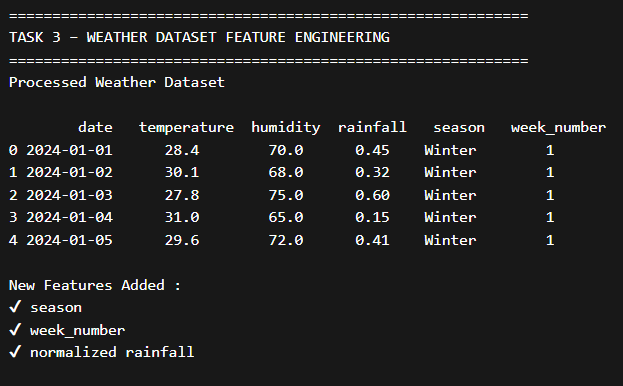 ============================================================
TASK 3 – WEATHER DATASET FEATURE ENGINEERING
============================================================
Processed Weather Dataset
date temperature humidity rainfall season week_number
0 2024-01-01 28.4 70.0 0.45 Winter 1
1 2024-01-02 30.1 68.0 0.32 Winter 1
2 2024-01-03 27.8 75.0 0.60 Winter 1
3 2024-01-04 31.0 65.0 0.15 Winter 1
4 2024-01-05 29.6 72.0 0.41 Winter 1
New Features Added :
✔ season
✔ week_number
✔ normalized rainfall